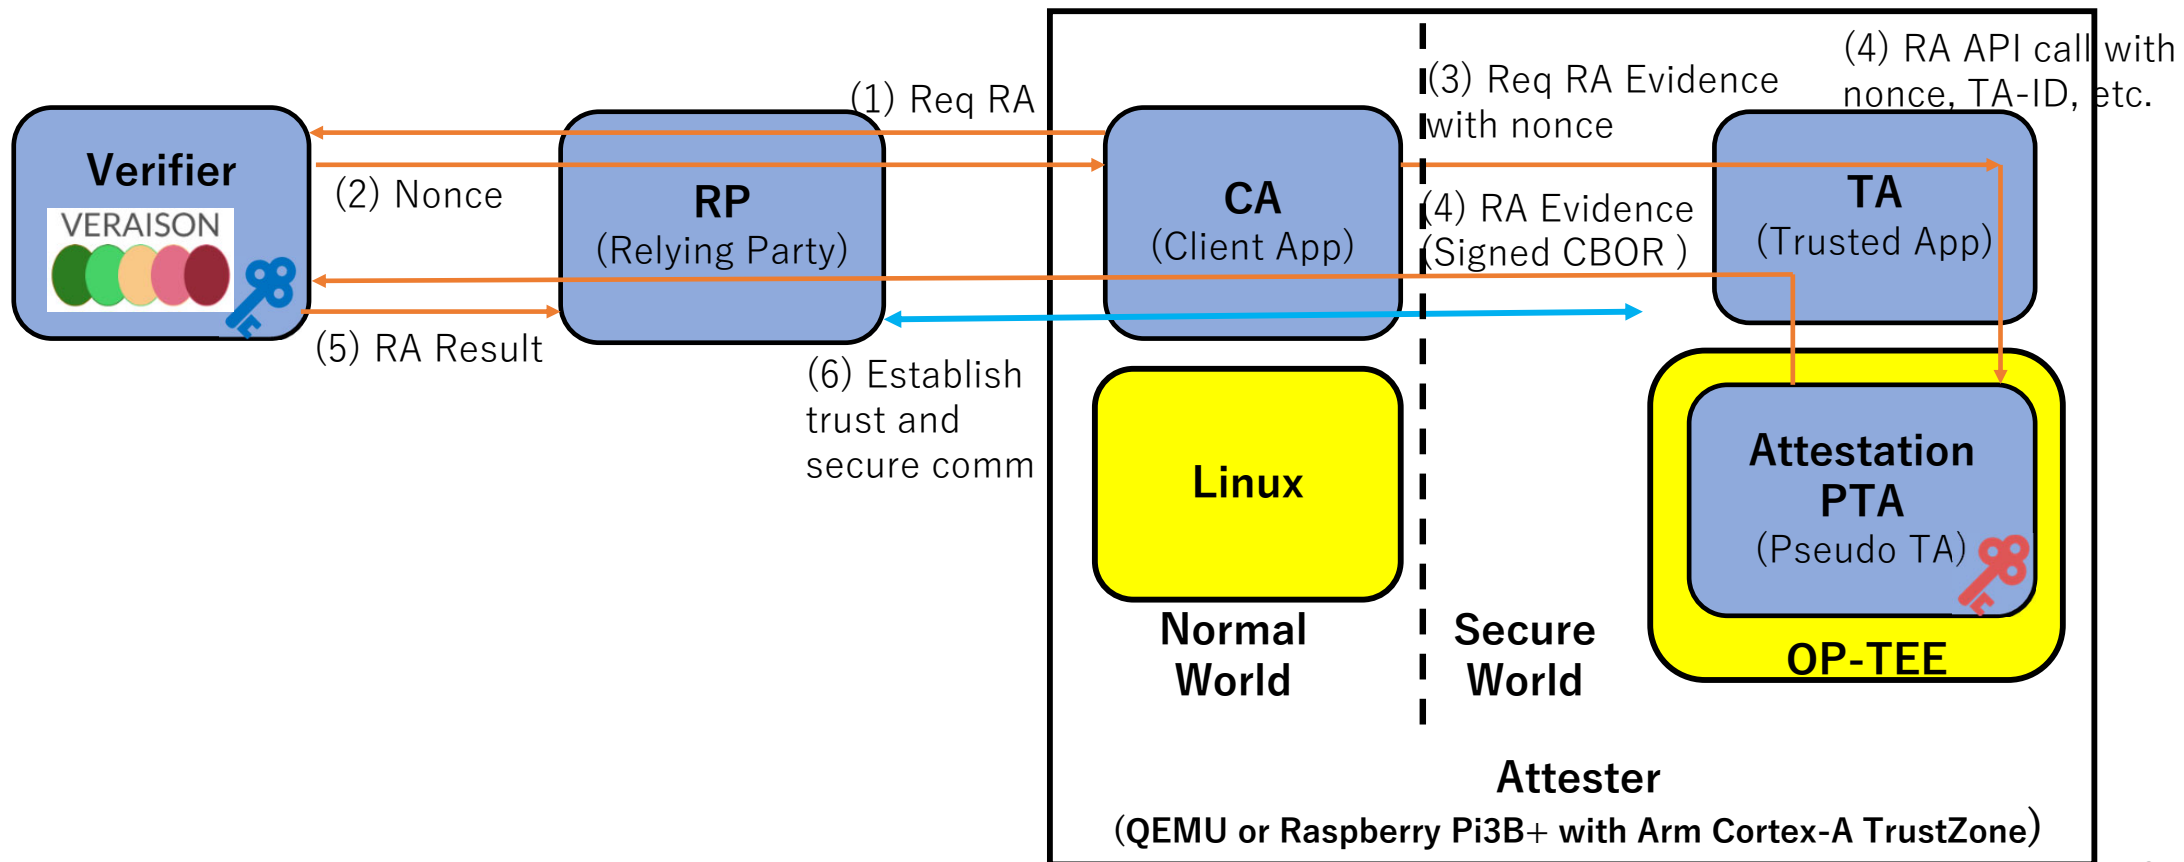 (1) Req RA
(3) Req RA Evidence
with nonce
(4) RA API call with
nonce, TA-ID, etc.
Verifier
VERAISON
(2) Nonce
RP
(Relying Party)
CA
(Client App)
(4) RA Evidence
(Signed CBOR )
TA
(Trusted App)
(5) RA Result
(6) Establish
trust and
secure comm
Linux
Attestation
PTA
(Pseudo TA)
OP-TEE
Normal
World
Secure
World
Attester
(QEMU or Raspberry Pi3B+ with Arm Cortex-A TrustZone)